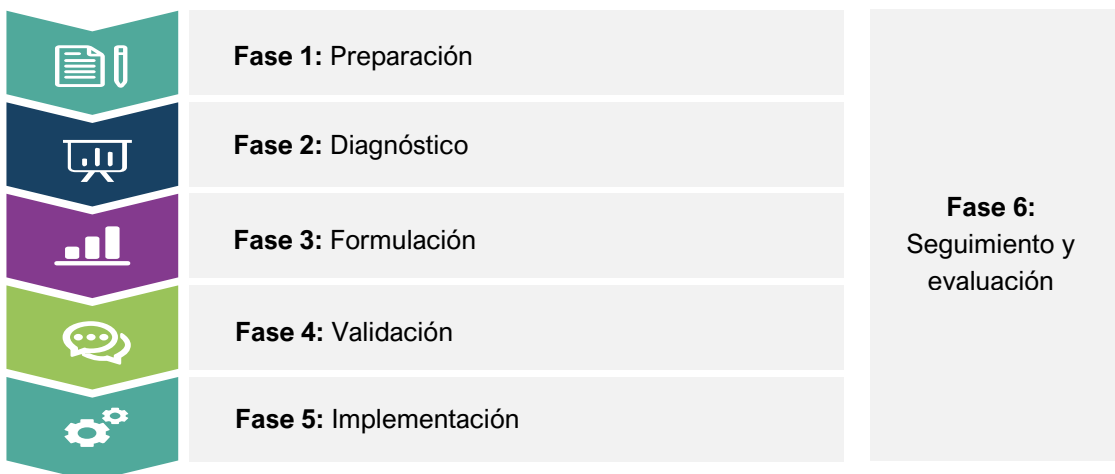 Fase 1: Preparación
Fase 2: Diagnóstico
Fase 3: Formulación
Fase 4: Validación
Fase 5: Implementación
Fase 6:
Seguimiento y
evaluación